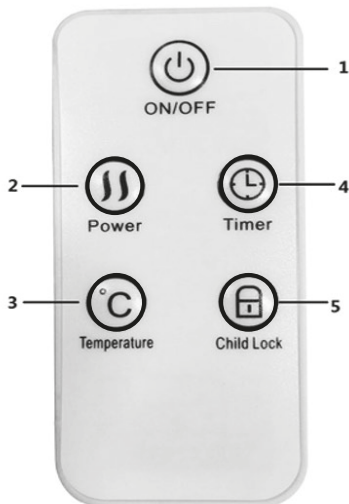 1
ON/OFF
2
4
Power
Timer
3
°C
5
Temperature
Child Lock